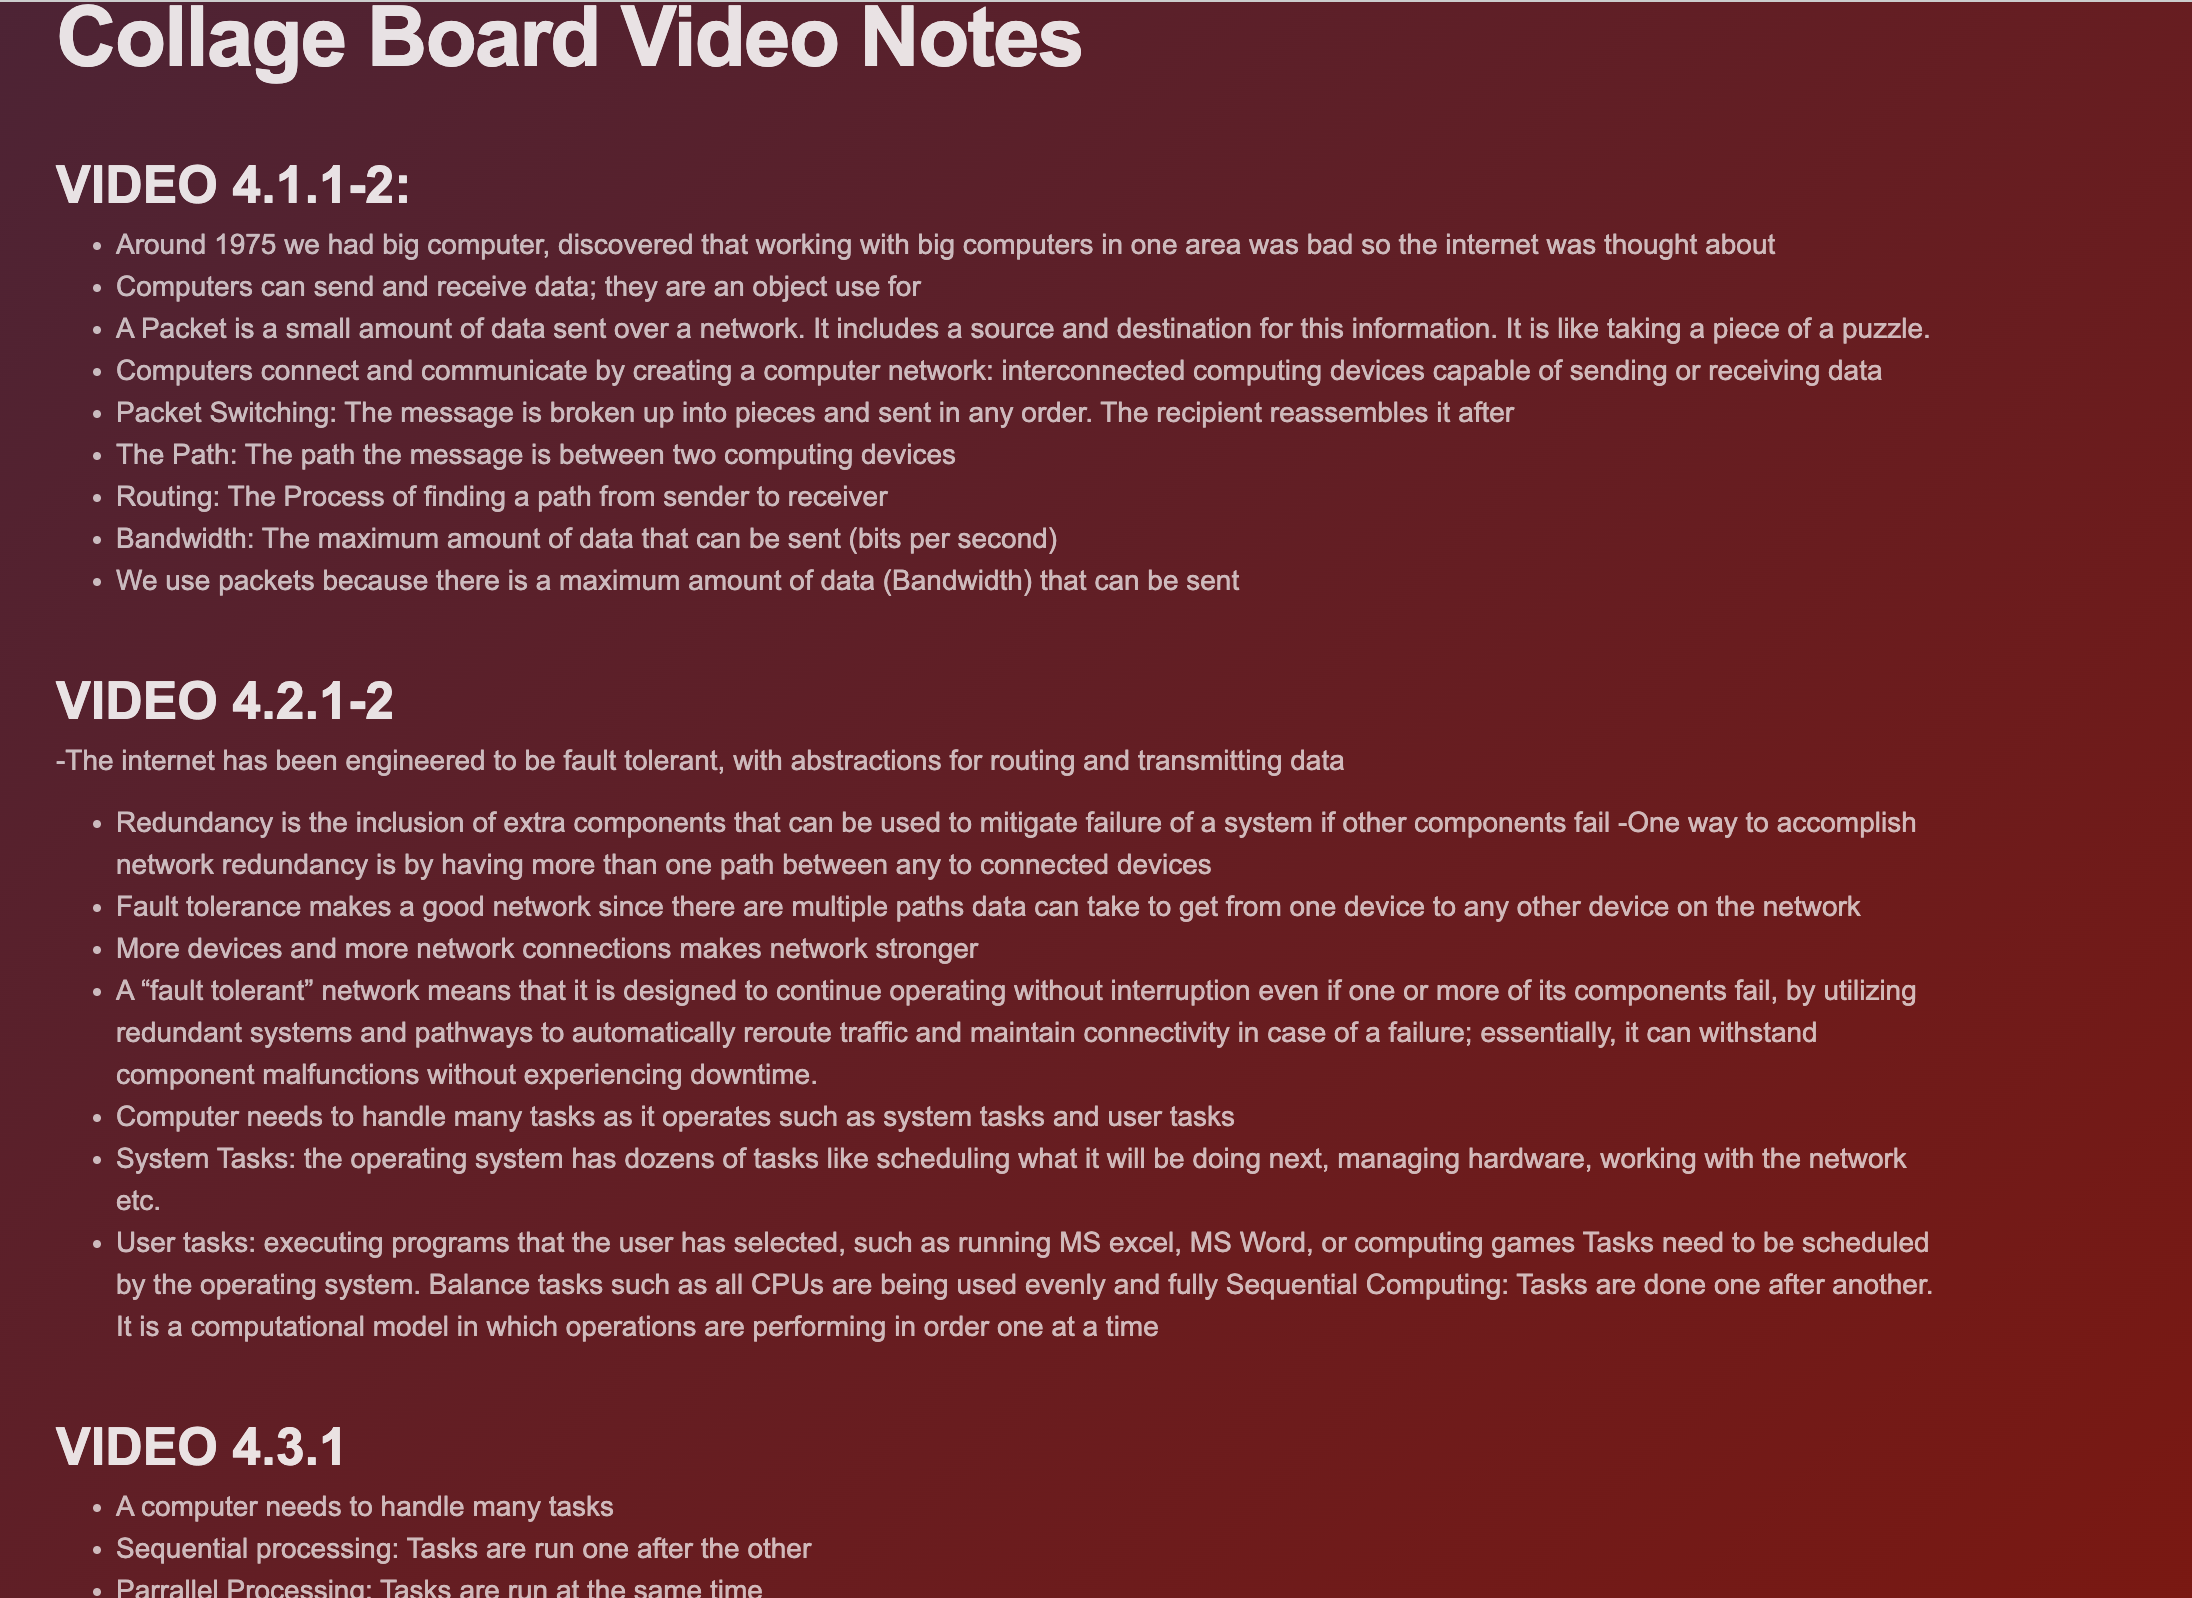 Collage Board Video Notes
VIDEO 4.1.1-2:
• Around 1975 we had big computer, discovered that working with big computers in one area was bad so the internet was thought about
• Computers can send and receive data; they are an object use for
• A Packet is a small amount of data sent over a network. It includes a source and destination for this information. It is like taking a piece of a puzzle.
• Computers connect and communicate by creating a computer network: interconnected computing devices capable of sending or receiving data
• Packet Switching: The message is broken up into pieces and sent in any order. The recipient reassembles it after
• The Path: The path the message is between two computing devices
• Routing: The Process of finding a path from sender to receiver
• Bandwidth: The maximum amount of data that can be sent (bits per second)
• We use packets because there is a maximum amount of data (Bandwidth) that can be sent
VIDEO 4.2.1-2
-The internet has been engineered to be fault tolerant, with abstractions for routing and transmitting data
• Redundancy is the inclusion of extra components that can be used to mitigate failure of a system if other components fail -One way to accomplish
network redundancy is by having more than one path between any to connected devices
• Fault tolerance makes a good network since there are multiple paths data can take to get from one device to any other device on the network
• More devices and more network connections makes network stronger
• A “fault tolerant” network means that it is designed to continue operating without interruption even if one or more of its components fail, by utilizing
redundant systems and pathways to automatically reroute traffic and maintain connectivity in case of a failure; essentially, it can withstand
component malfunctions without experiencing downtime.
• Computer needs to handle many tasks as it operates such as system tasks and user tasks
• System Tasks: the operating system has dozens of tasks like scheduling what it will be doing next, managing hardware, working with the network
etc.
• User tasks: executing programs that the user has selected, such as running MS excel, MS Word, or computing games Tasks need to be scheduled
by the operating system. Balance tasks such as all CPUs are being used evenly and fully Sequential Computing: Tasks are done one after another.
It is a computational model in which operations are performing in order one at a time
VIDEO 4.3.1
• A computer needs to handle many tasks
• Sequential processing: Tasks are run one after the other
• Parrallel Processing: Tasks are run at the same time